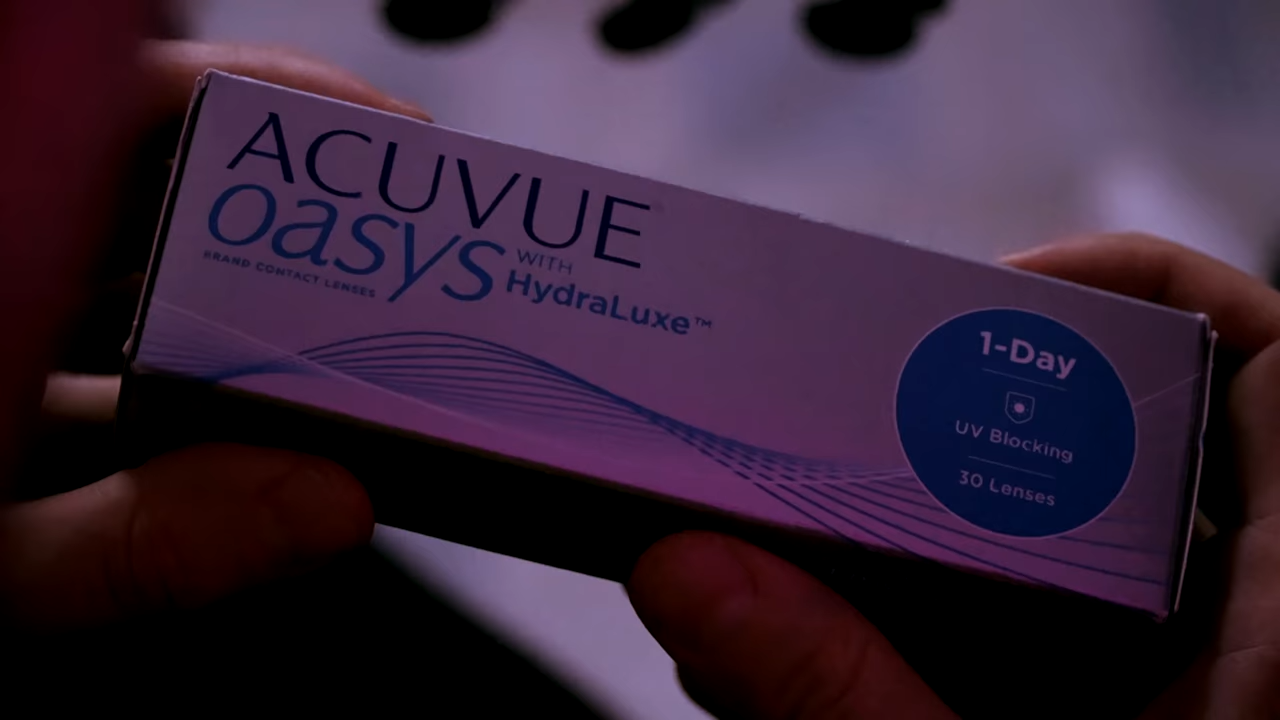 ACUVUE
oasys
BRAND CONTACT LENSES
WITH
HydraLuxe™
1-Day
UV Blocking
30 Lenses